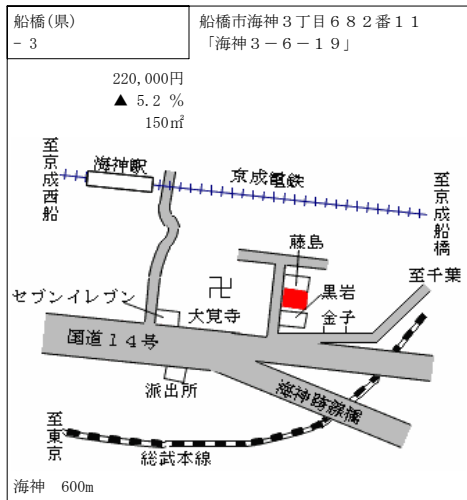 船橋(県)
- 3
船橋市海神３丁目６８２番１１
「海神３－６－１９」
220,000円
▲ 5.2 %
150㎡
至京成西船
海神駅
京成電鉄
至京成船橋
藤島
至千葉
黒岩
セブンイレブン
大覚寺
金子
国道１４号
派出所
海神跨線橋
至東京
総武本線
海神 600m